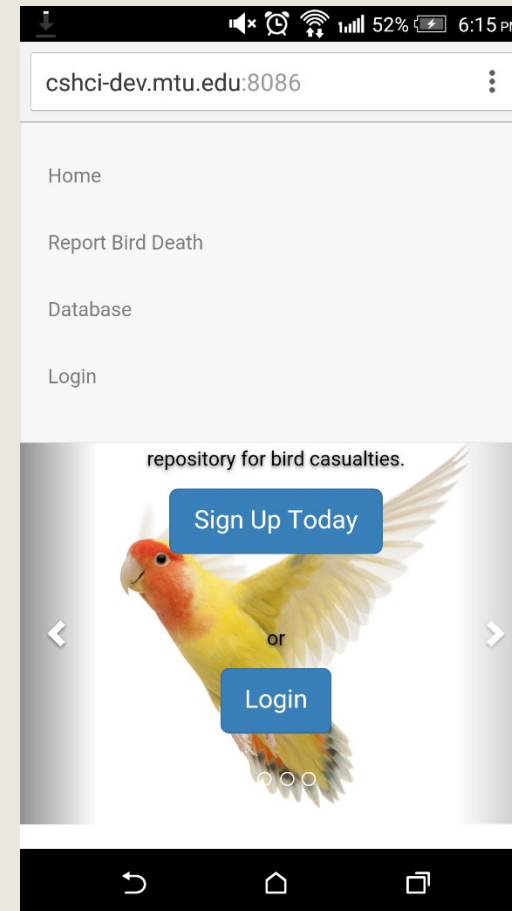 52% 6:15 PM
cshci-dev.mtu.edu:8086
Home
Report Bird Death
Database
Login
repository for bird casualties.
Sign Up Today
or
Login